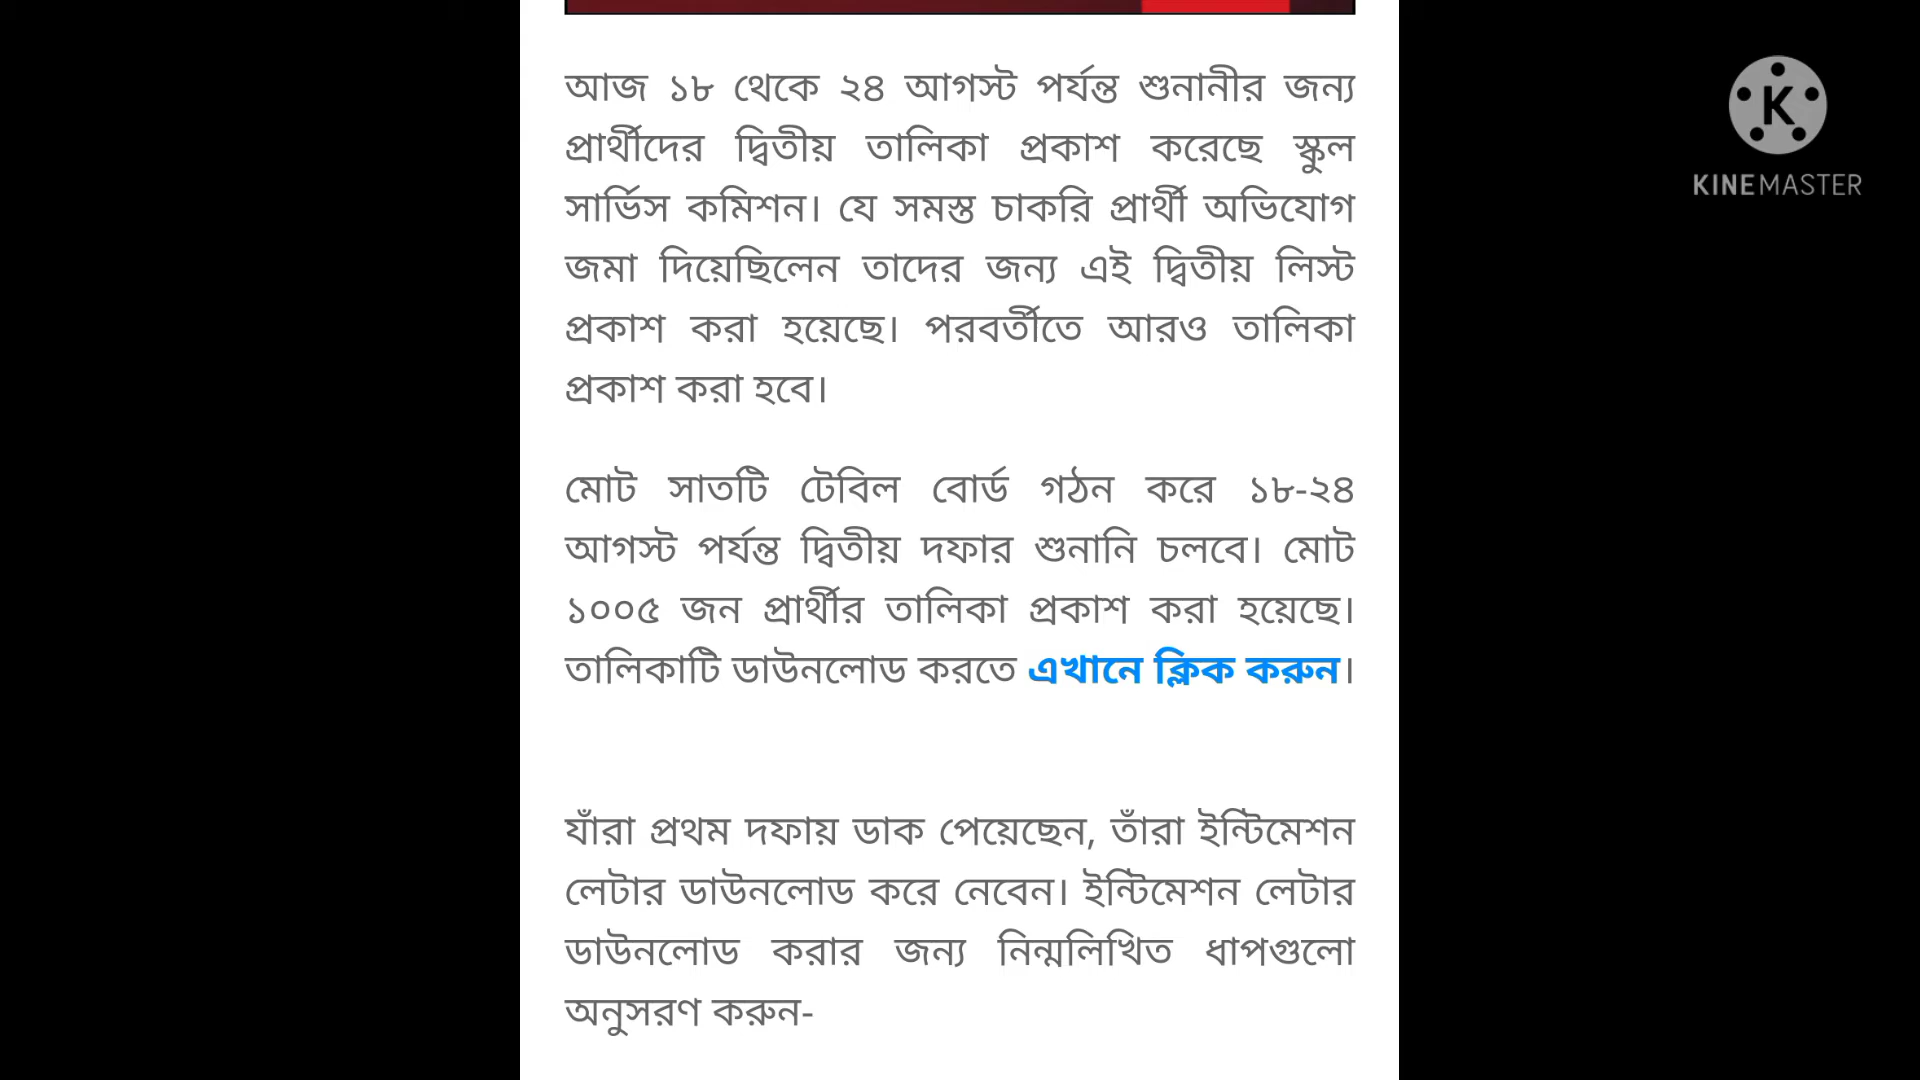 আজ ১৮ থেকে ২৪ আগস্ট পর্যন্ত শুনানীর জন্য
প্রার্থীদের দ্বিতীয় তালিকা প্রকাশ করেছে স্কুল
সার্ভিস কমিশন। যে সমস্ত চাকরি প্রার্থী অভিযোগ
জমা দিয়েছিলেন তাদের জন্য এই দ্বিতীয় লিস্ট
প্রকাশ করা হয়েছে। পরবর্তীতে আরও তালিকা
প্রকাশ করা হবে।
মোট সাতটি টেবিল বোর্ড গঠন করে ১৮-২৪
আগস্ট পর্যন্ত দ্বিতীয় দফার শুনানি চলবে। মোট
১০০৫ জন প্রার্থীর তালিকা প্রকাশ করা হয়েছে।
তালিকাটি ডাউনলোড করতে এখানে ক্লিক করুন।
যাঁরা প্রথম দফায় ডাক পেয়েছেন, তাঁরা ইন্টিমেশন
লেটার ডাউনলোড করে নেবেন। ইন্টিমেশন লেটার
ডাউনলোড করার জন্য নিন্মলিখিত ধাপগুলো
অনুসরণ করুন-
K
KINEMASTER